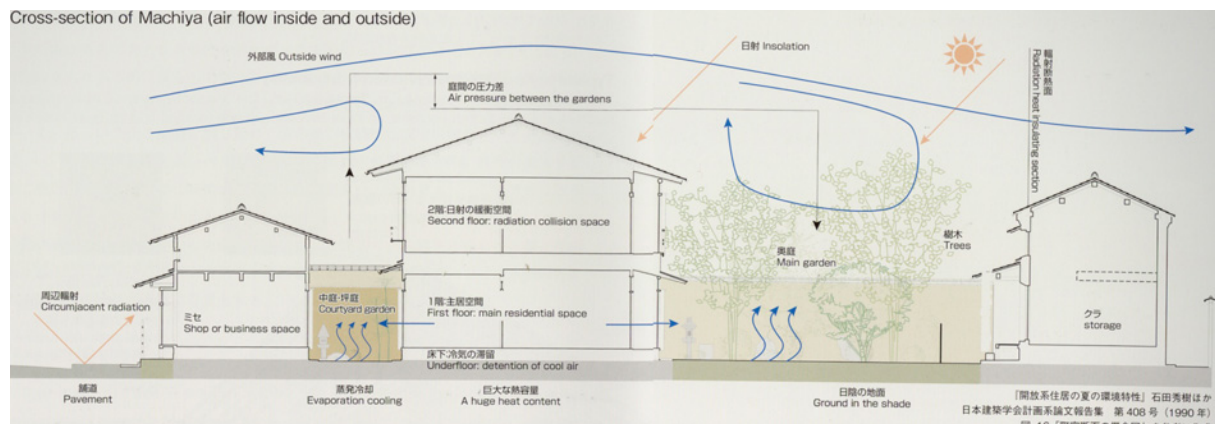 Cross-section of Machiya (air flow inside and outside)
外部風 Outside wind
日射 Insolation
輻射断熱面
Radiation heat insulating section
庭間の圧力差
Air pressure between the gardens
2階:日射の緩衝空間
Second floor: radiation collision space
樹木
Trees
奥庭
Main garden
周辺輻射
Circumjacent radiation
ミセ
Shop or business space
中庭・坪庭
Courtyard garden
1階:主居空間
First floor: main residential space
クラ
storage
床下:冷気の滞留
Underfloor: detention of cool air
舗道
Pavement
蒸発冷却
Evaporation cooling
巨大な熱容量
A huge heat content
日陰の地面
Ground in the shade
『開放系住居の夏の環境特性』石田秀樹ほか
日本建築学会計画系論文報告集 第408号(1990年)